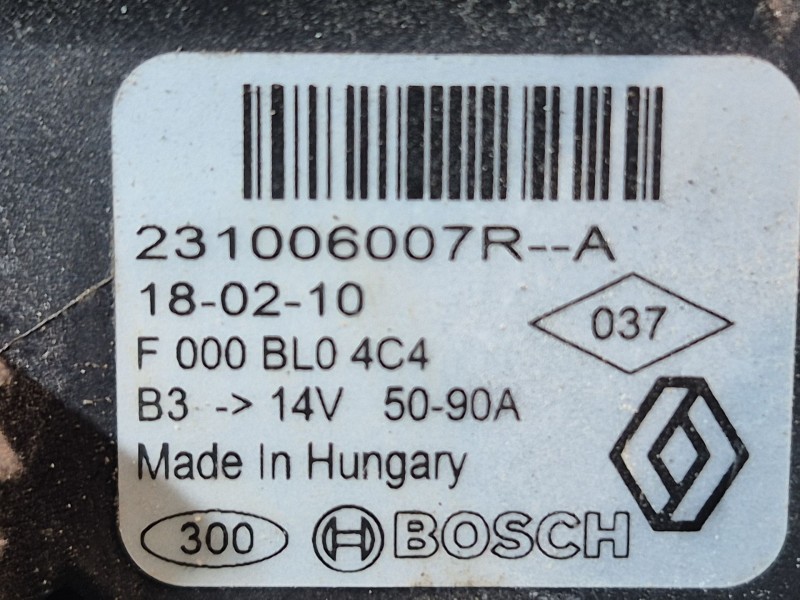 231006007R--A
18-02-10
037
F 000 BL0 4C4
B3 -> 14V 50-90A
Made In Hungary
300 BOSCH